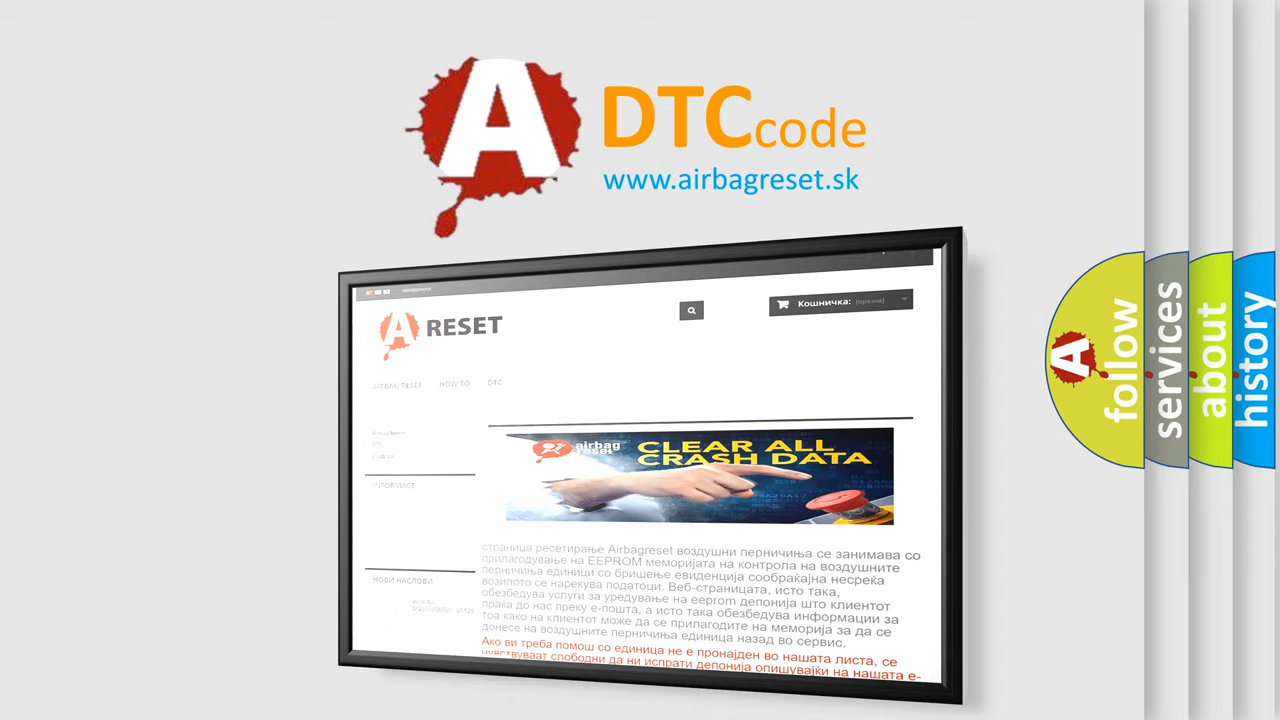 A
DTC code
www.airbagreset.sk
Кошничка: (празно)
A RESET
AIRBAG RESET HOW TO DTC
INFORMACE
airbag
reset
CLEAR ALL
CRASH DATA
страница ресетирање Airbagreset воздушни перничиња се занимава со
прилагодување на EEPROM меморијата на контрола на воздушните
перничиња единици со бришење евиденција сообраќајна несреќа
возилото се нарекува податоци. Веб-страницата, исто така,
обезбедува услуги за уредување на eeprom депонија што клиентот
праќа до нас преку е-пошта, а исто така обезбедува информации за
тоа како на клиентот може да се прилагодите на меморија за да се
донесе на воздушните перничиња единица назад во сервис.
Ако ви треба помош со единица не е пронајден во нашата листа, се
чувствуваат слободни да ни испрати депонија опишувајќи на нашата е-
НОВИ НАСЛОВИ
A follow
services
about
history